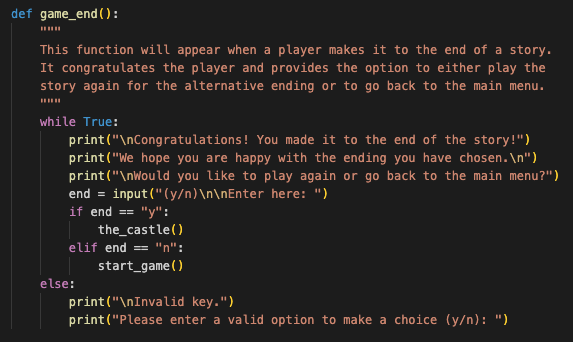 def game_end():
    """
    This function will appear when a player makes it to the end of a story.
    It congratulates the player and provides the option to either play the
    story again for the alternative ending or to go back to the main menu.
    """
    while True:
        print("\nCongratulations! You made it to the end of the story!")
        print("We hope you are happy with the ending you have chosen.\n")
        print("\nWould you like to play again or go back to the main menu?")
        end = input("(y/n)\n\nEnter here: ")
        if end == "y":
            the_castle()
        elif end == "n":
            start_game()
    else:
        print("\nInvalid key.")
        print("Please enter a valid option to make a choice (y/n): ")